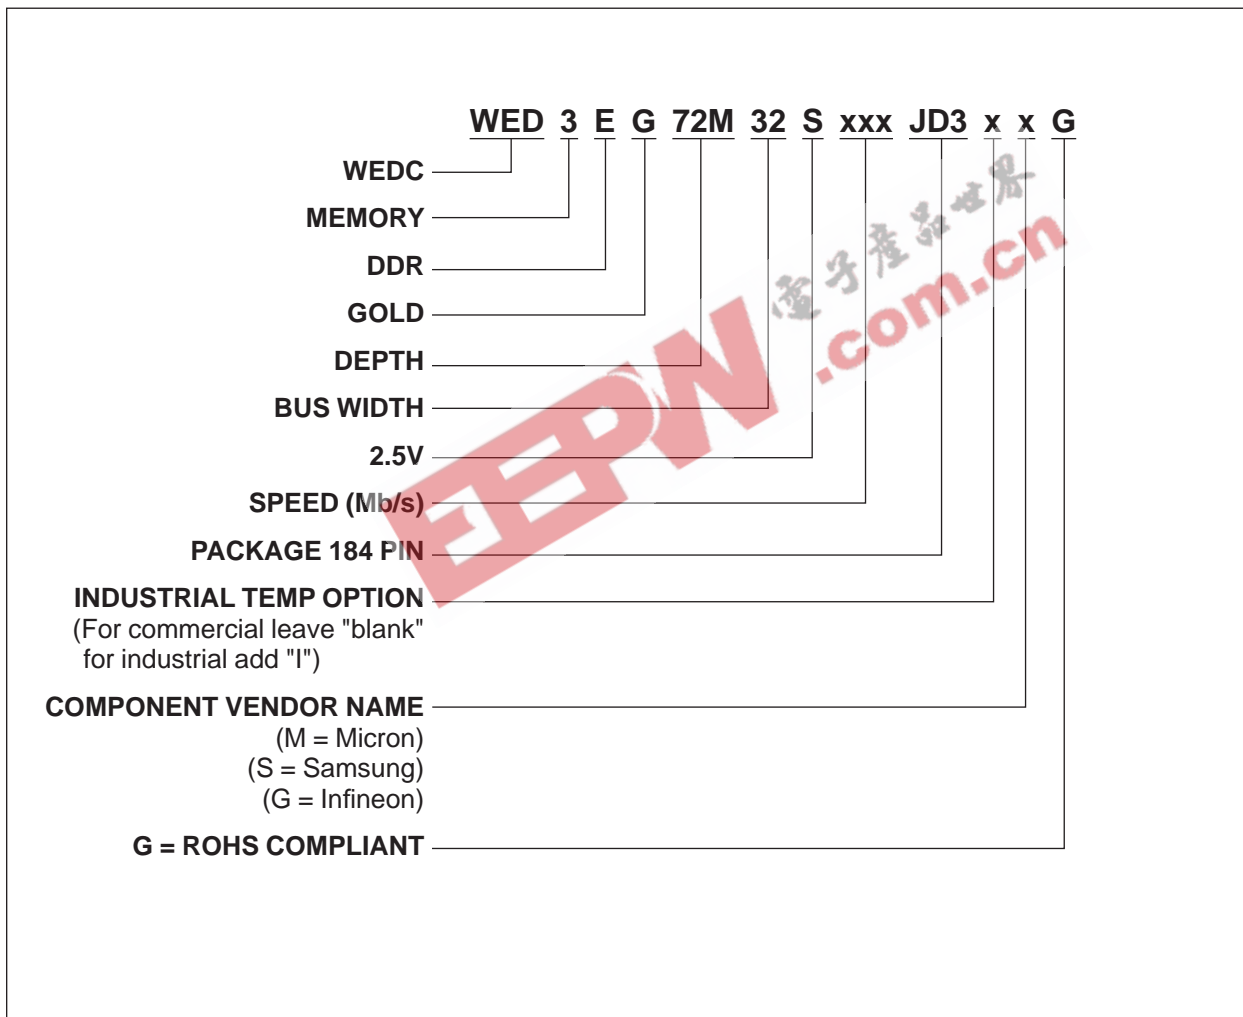 WED 3 E G 72M 32 S xxx JD3 x x G
WEDC
MEMORY
DDR
GOLD
DEPTH
BUS WIDTH
2.5V
SPEED (Mb/s)
PACKAGE 184 PIN
INDUSTRIAL TEMP OPTION
(For commercial leave "blank"
for industrial add "I")
COMPONENT VENDOR NAME
(M = Micron)
(S = Samsung)
(G = Infineon)
G = ROHS COMPLIANT
EEPW
電子產品世界
.com.cn